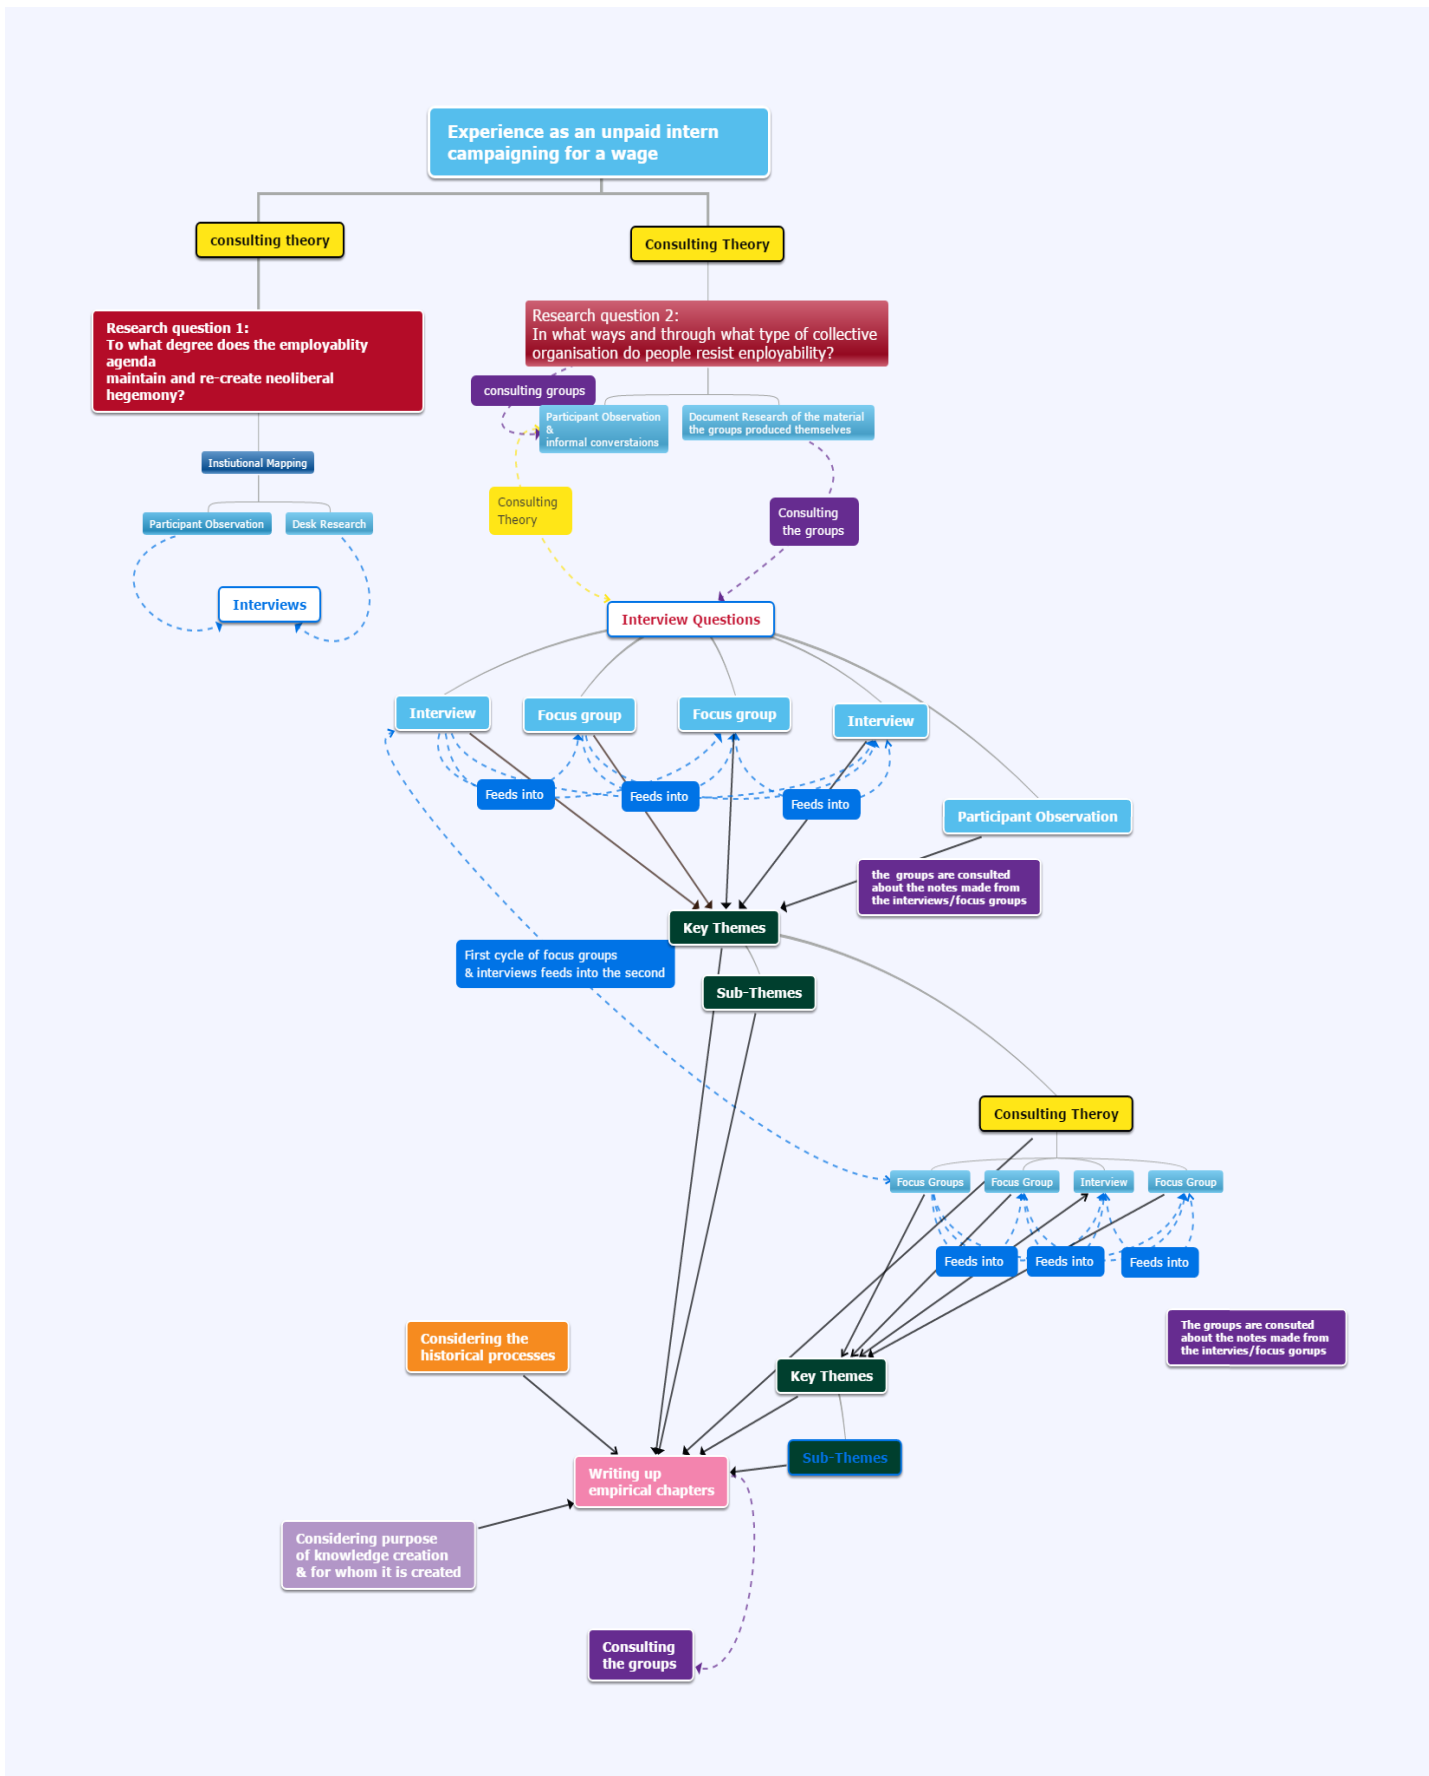 Experience as an unpaid intern
campaigning for a wage
consulting theory
Consulting Theory
Research question 1:
To what degree does the employablity
agenda
maintain and re-create neoliberal
hegemony?
Research question 2:
In what ways and through what type of collective
organisation do people resist enployability?
consulting groups
Participant Observation
&
informal converstaions
Document Research of the material
the groups produced themselves
Instiutional Mapping
Participant Observation
Desk Research
Consulting
Theory
Consulting
the groups
Interviews
Interview Questions
Interview
Focus group
Focus group
Interview
Feeds into
Feeds into
Feeds into
Participant Observation
the groups are consulted
about the notes made from
the interviews/focus groups
Key Themes
First cycle of focus groups
& interviews feeds into the second
Sub-Themes
Consulting Theroy
Focus Groups
Focus Group
Interview
Focus Group
Feeds into
Feeds into
Feeds into
The groups are consuted
about the notes made from
the intervies/focus gorups
Considering the
historical processes
Key Themes
Sub-Themes
Writing up
empirical chapters
Considering purpose
of knowledge creation
& for whom it is created
Consulting
the groups